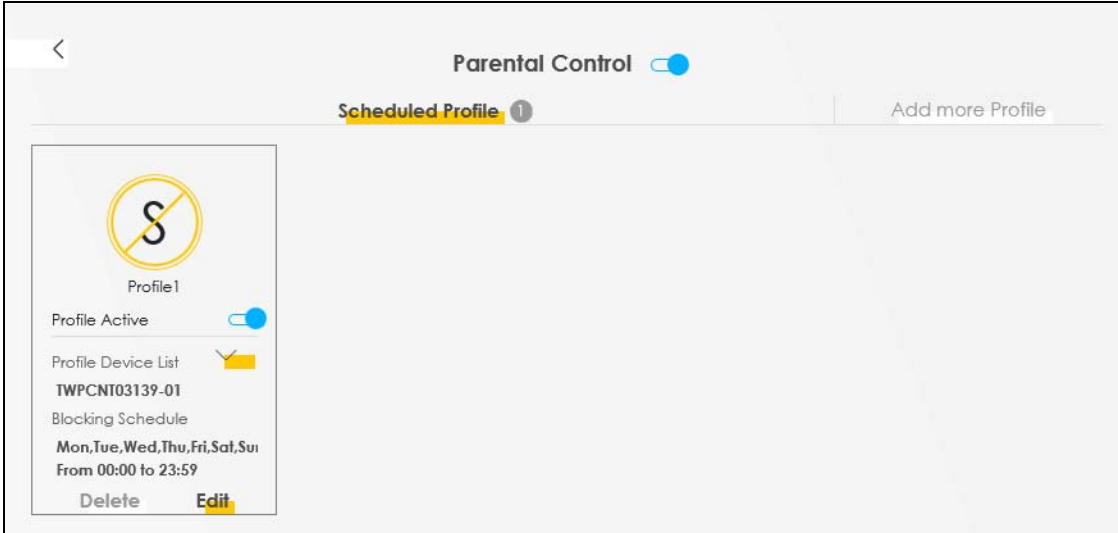 Parental Control
Scheduled Profile 1
Add more Profile
S
Profile1
Profile Active
Profile Device List
TWPCNT03139-01
Blocking Schedule
Mon,Tue,Wed,Thu,Fri,Sat,Su
From 00:00 to 23:59
Delete Edit